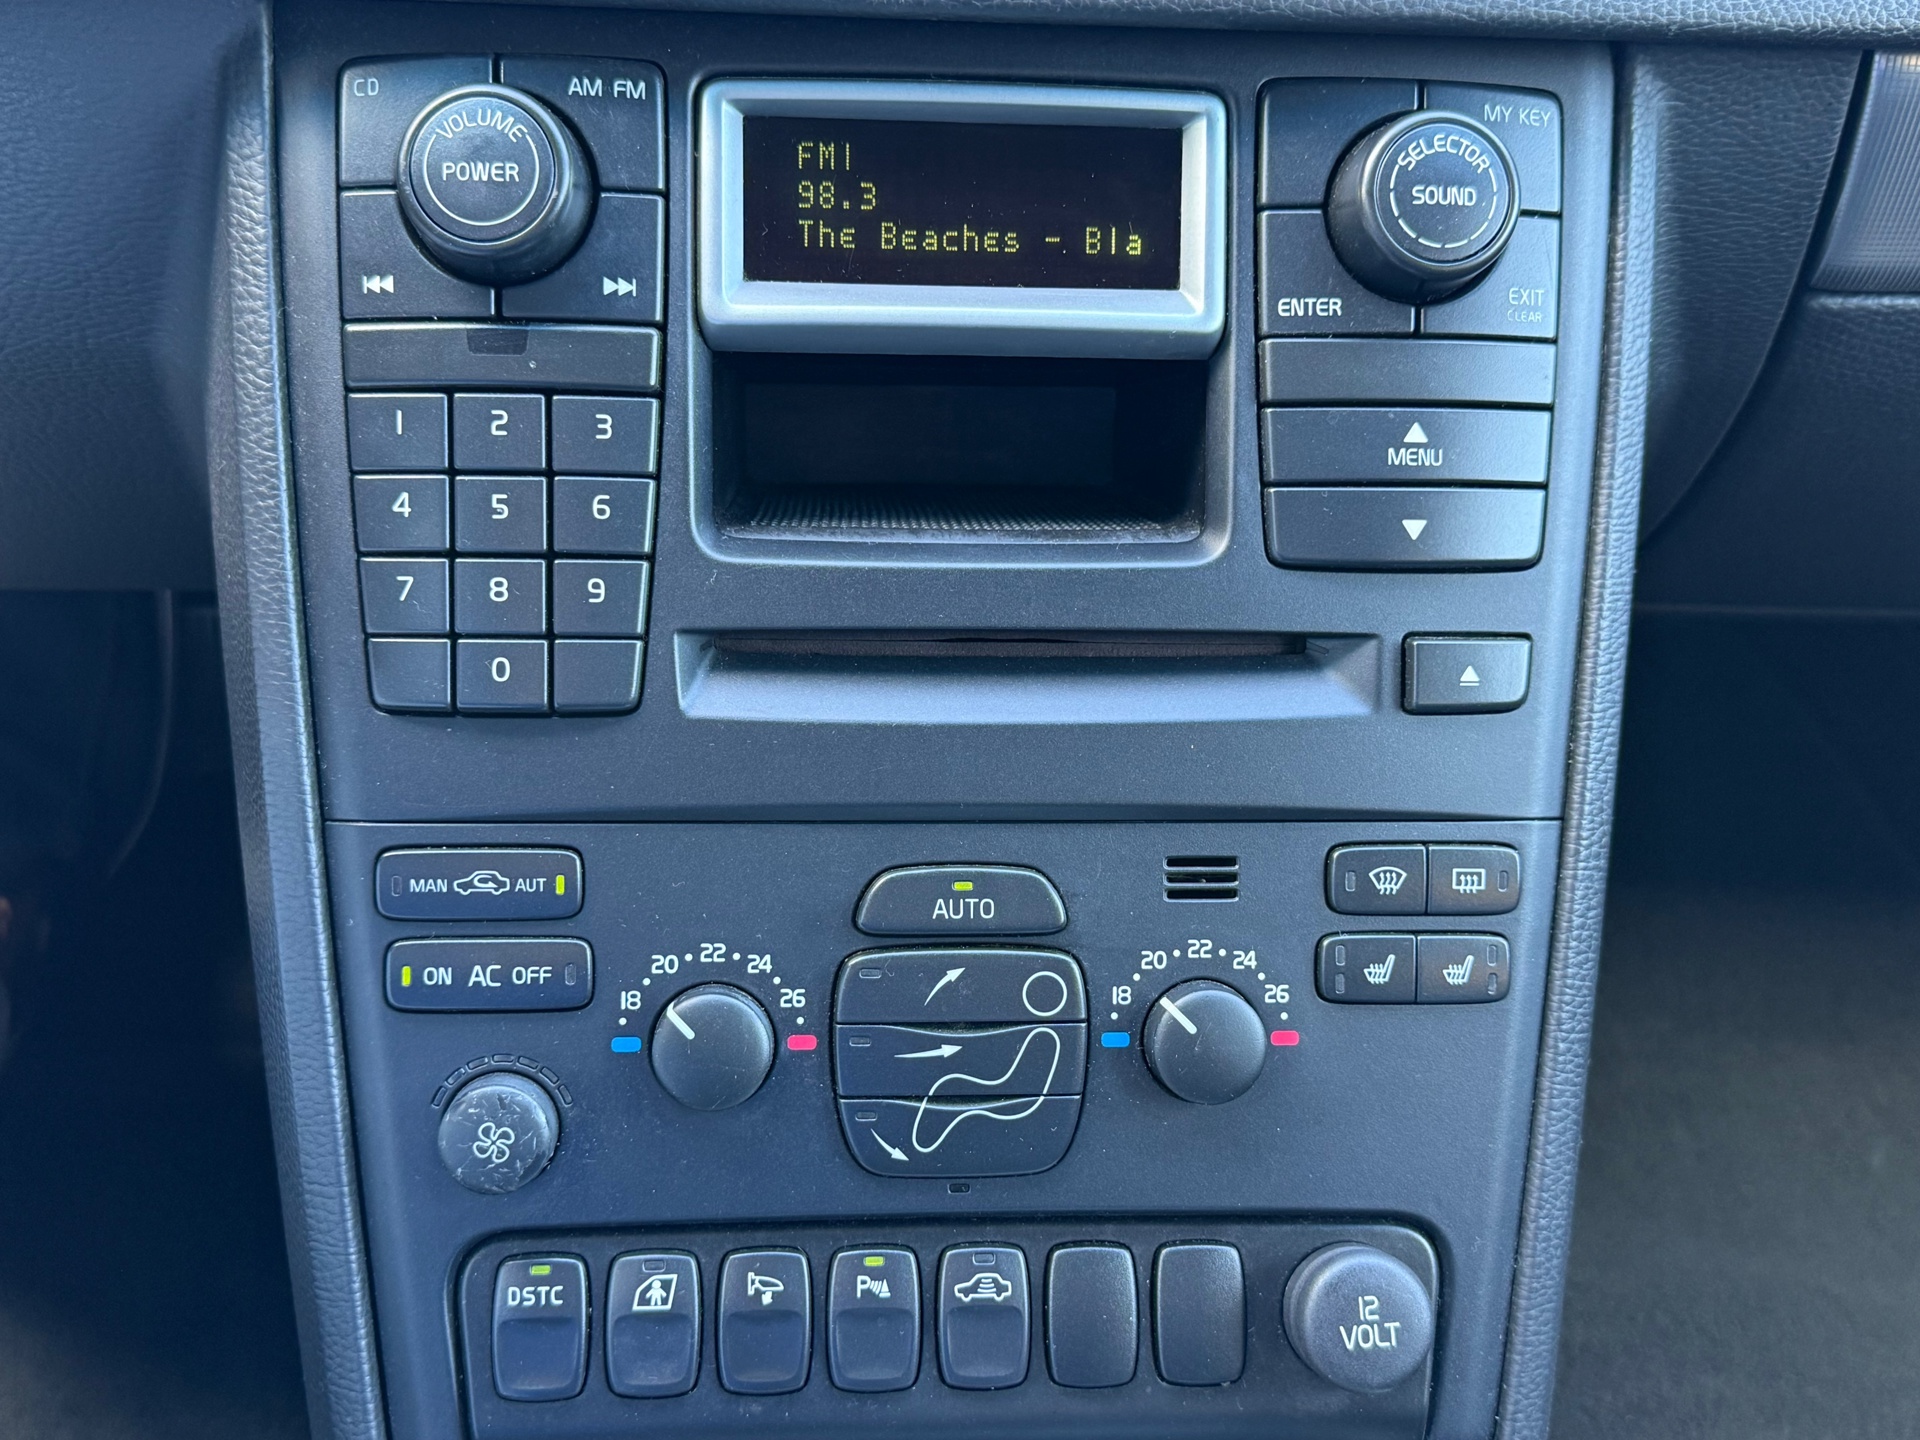 CD
AM FM
VOLUME
POWER
FM1
98.3
The Beaches - Bla
MY KEY
SELECTOR
SOUND
ENTER
EXIT
CLEAR
1 2 3
4 5 6
7 8 9
0
MENU
MAN AUT
ON AC OFF
AUTO
18 20 22 24 26
18 20 22 24 26
DSTC
P
12
VOLT